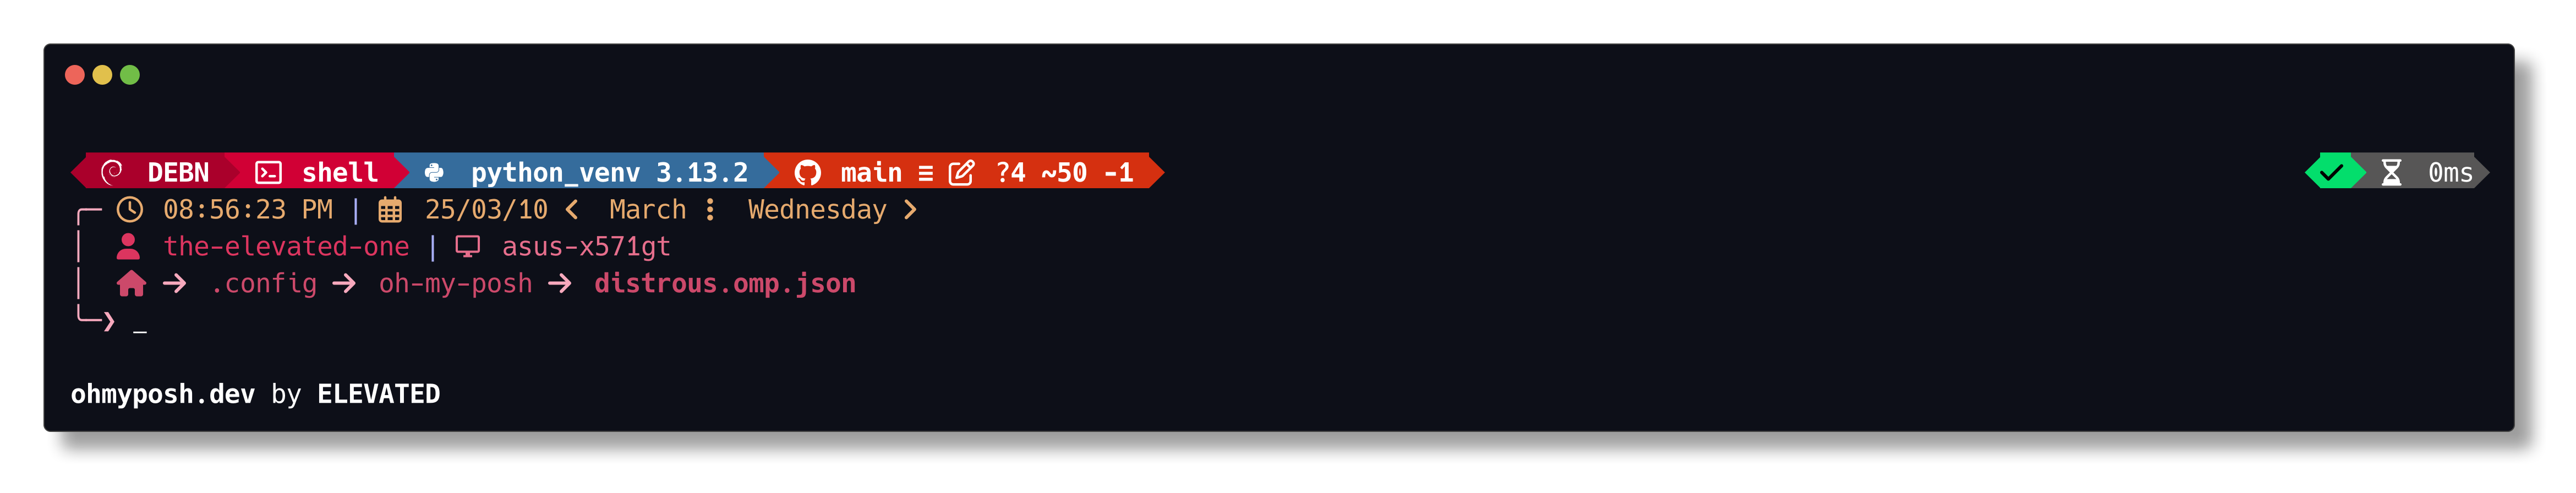 DEBN shell python_venv 3.13.2 main ≡ ?4 ~50 -1 0ms
08:56:23 PM | 25/03/10 < March ⋮ Wednesday >
the-elevated-one | asus-x571gt
→ .config → oh-my-posh → distrous.omp.json
❯ _
ohmyposh.dev by ELEVATED